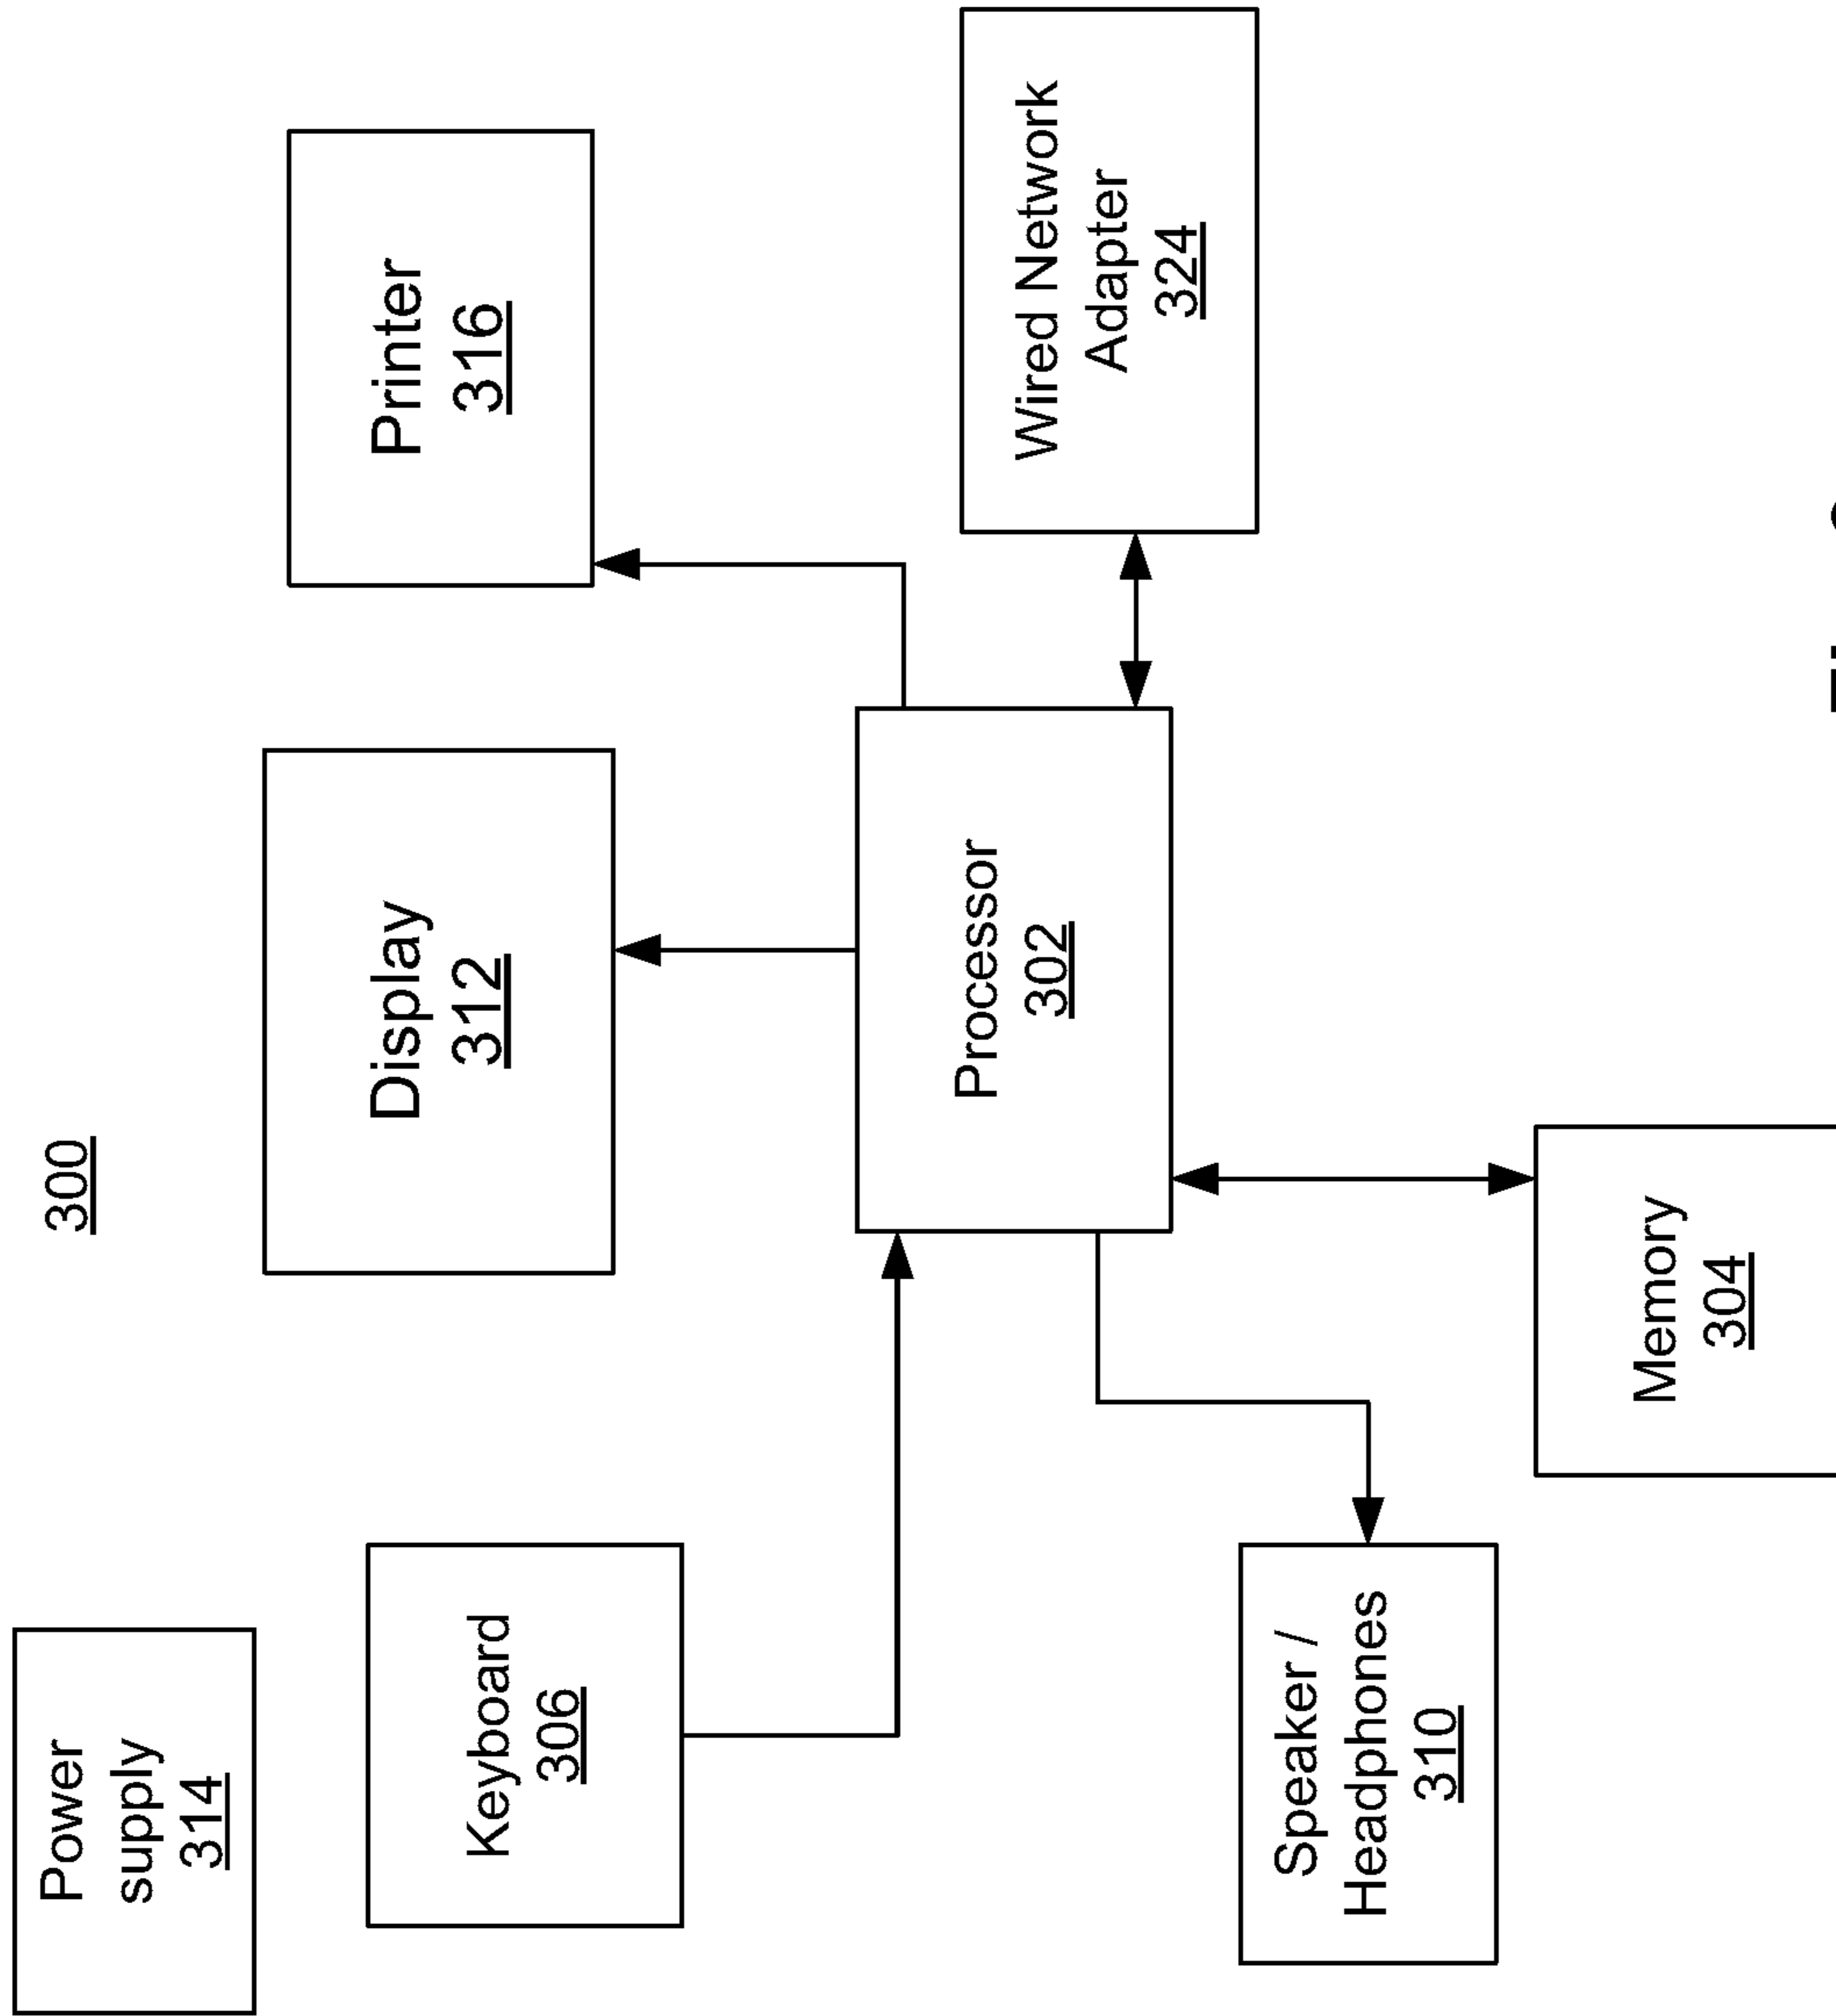 300
Power
supply
314
Keyboard
306
Display
312
Printer
316
Processor
302
Wired Network
Adapter
324
Speaker /
Headphones
310
Memory
304